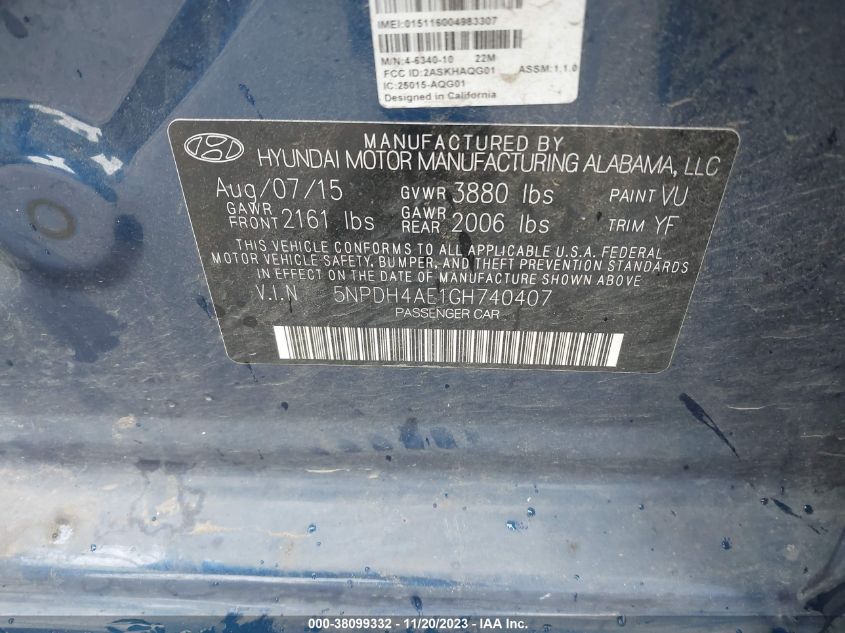 IMEI:015116004983307
M/N:4-6340-10 22M
FCC ID:2ASKHAQG01 ASSM:1.1.0
IC:25015-AQG01
Designed in California
MANUFACTURED BY
HYUNDAI MOTOR MANUFACTURING ALABAMA, LLC
Aug/07/15 GVWR 3880 lbs PAINT VU
GAWR FRONT 2161 lbs GAWR REAR 2006 lbs TRIM YF
THIS VEHICLE CONFORMS TO ALL APPLICABLE U.S.A. FEDERAL
MOTOR VEHICLE SAFETY, BUMPER, AND THEFT PREVENTION STANDARDS
IN EFFECT ON THE DATE OF MANUFACTURE SHOWN ABOVE
V.I.N 5NPDH4AE1GH740407
PASSENGER CAR
000-38099332 - 11/20/2023 - IAA Inc.